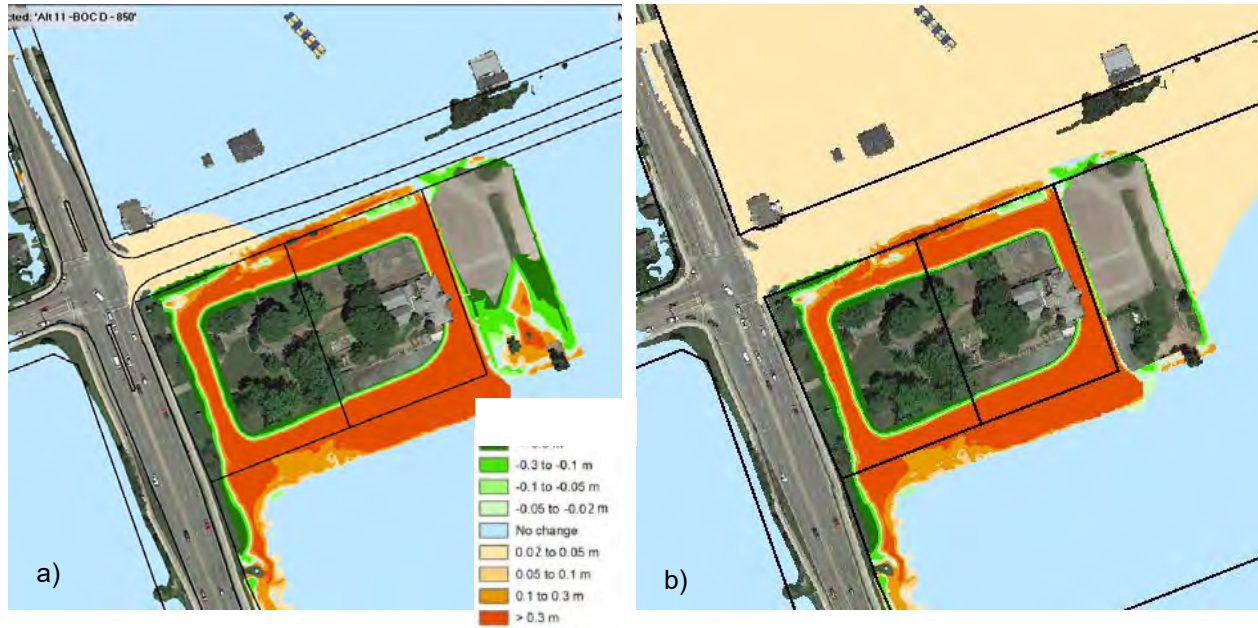 cted: 'Alt 11 -BOC D - 850'
-0.3 to -0.1 m
-0.1 to -0.05 m
-0.05 to -0.02 m
No change
0.02 to 0.05 m
0.05 to 0.1 m
0.1 to 0.3 m
> 0.3 m
a)
b)